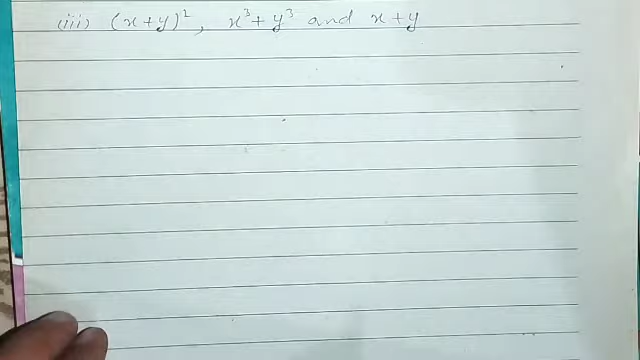 (iii) (x+y)², x³+y³ and x+y